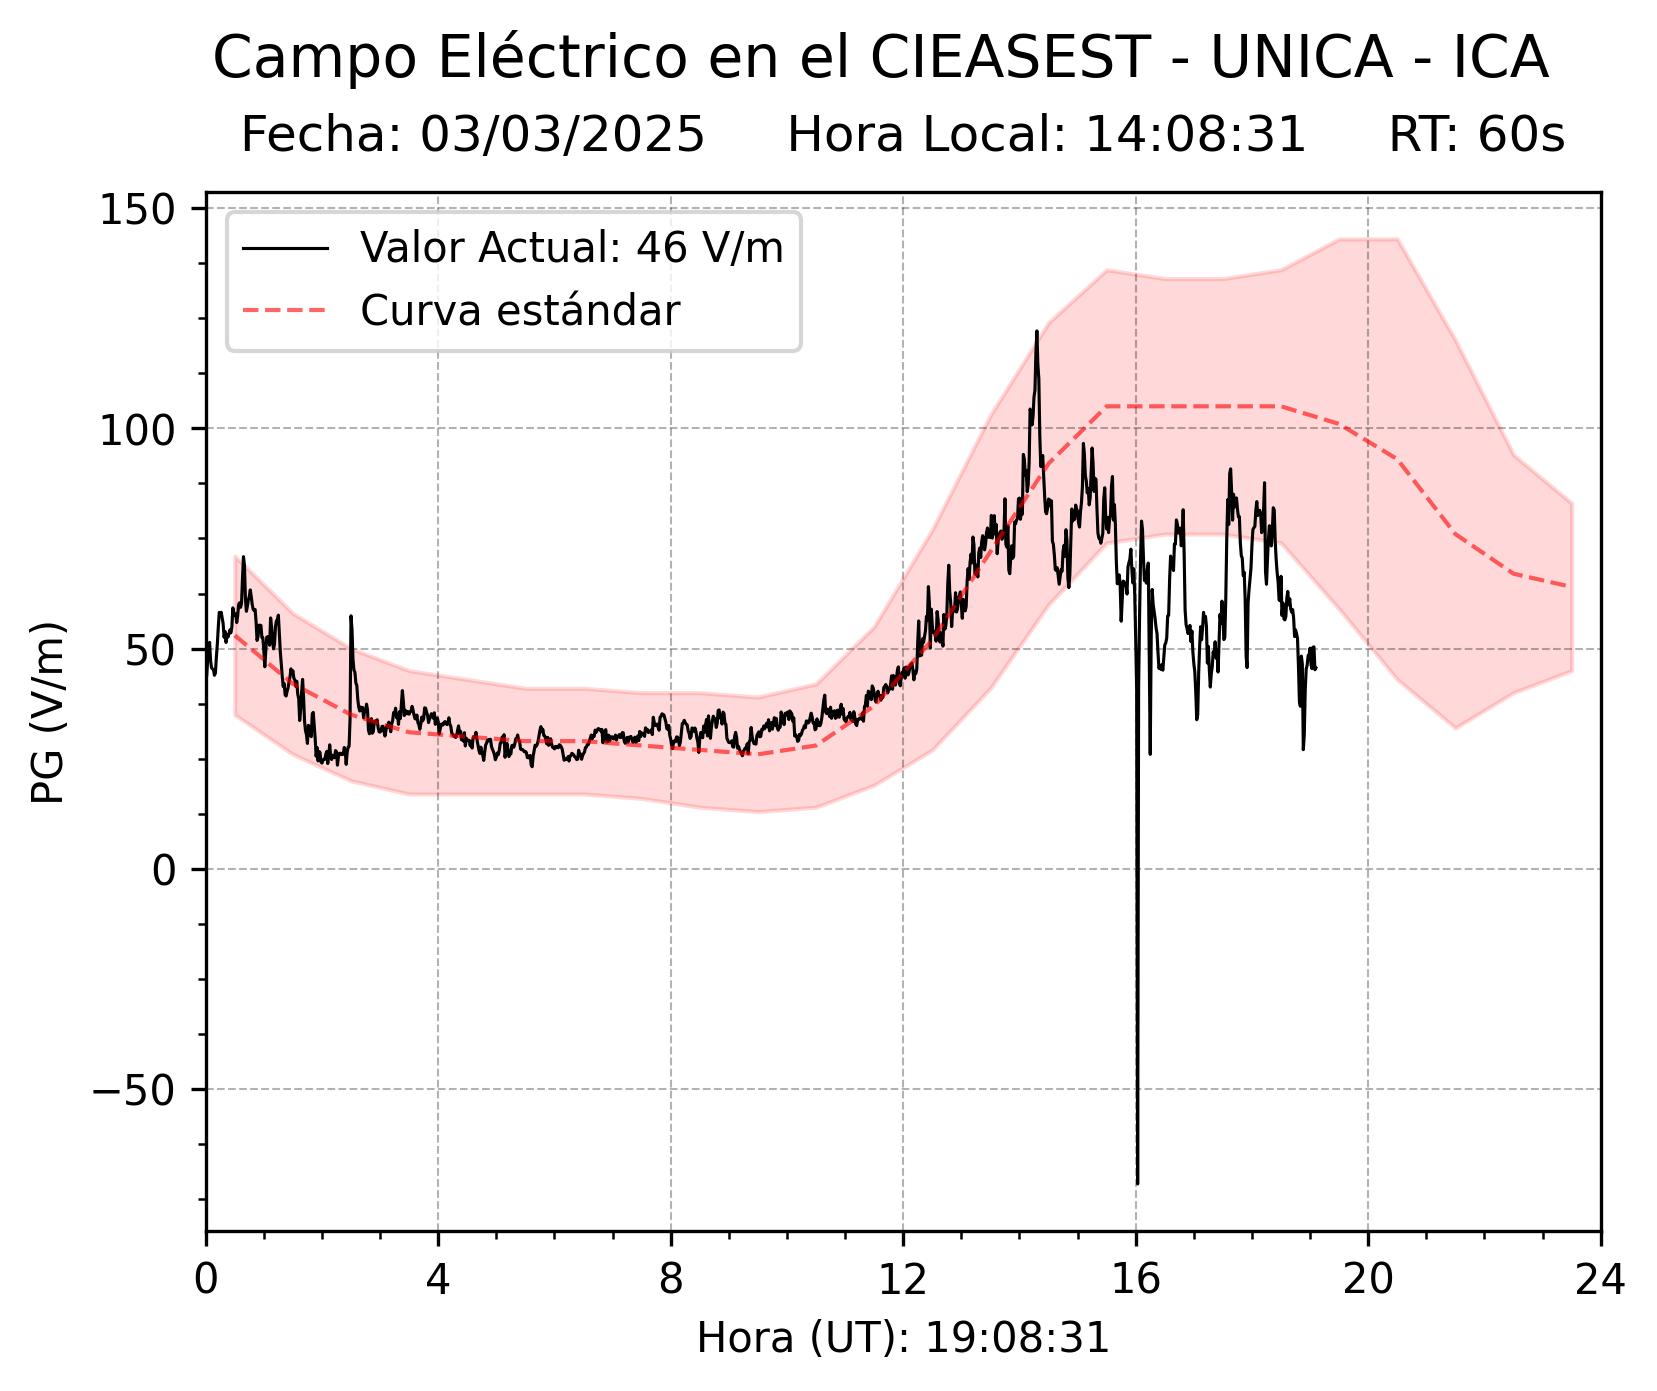 Campo Eléctrico en el CIEASEST - UNICA - ICA
Fecha: 03/03/2025 Hora Local: 14:08:31 RT: 60s
Valor Actual: 46 V/m
Curva estándar
PG (V/m)
150
100
50
0
−50
0 4 8 12 16 20 24
Hora (UT): 19:08:31